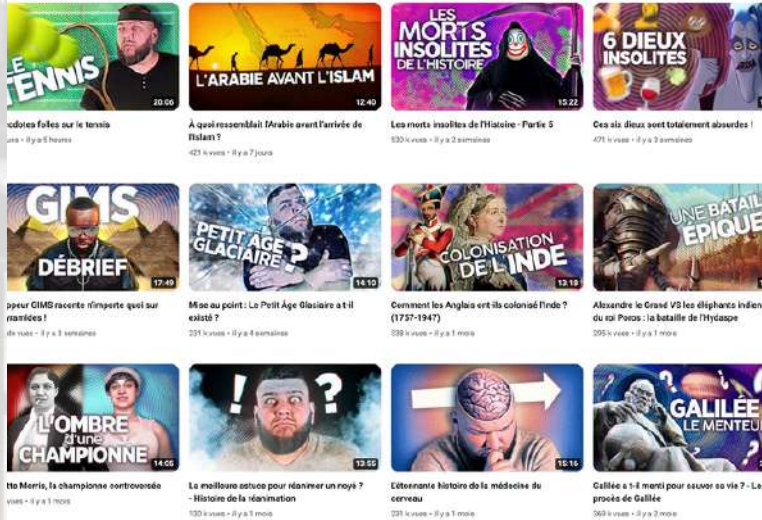 TENNIS
20:06
L'ARABIE AVANT L'ISLAM
12:40
LES
MORTS
INSOLITES
DE L'HISTOIRE
15:22
6 DIEUX
INSOLITES
folles sur le tennis
À quoi ressemblait l'Arabie avant l'arrivée de
l'Islam ?
Les morts insolites de l'Histoire - Partie 5
Ces six dieux sont totalement absurdes !
il y a 5 heures
421 k vues • il y a 7 jours
530 k vues • il y a 2 semaines
471 k vues • il y a 3 semaines
GIMS
DÉBRIEF
17:49
PETIT ÂGE
GLACIAIRE ?
14:10
COLONISATION
DE L'INDE
13:18
UNE BATAIL
ÉPIQUE
GIMS raconte n'importe quoi sur
Mise au point : Le Petit Âge Glaciaire a t-il
existé ?
Comment les Anglais ont-ils colonisé l'Inde ?
(1757-1947)
Alexandre le Grand VS les éléphants indien
du roi Poros : la bataille de l'Hydaspe
vues • il y a 3 semaines
231 k vues • il y a 4 semaines
338 k vues • il y a 1 mois
295 k vues • il y a 1 mois
L'OMBRE
d'une
CHAMPIONNE
14:05
! ?
13:55
15:16
GALILÉE
LE MENTEU
Morris, la championne controversée
La meilleure astuce pour réanimer un noyé ?
- Histoire de la réanimation
L'étonnante histoire de la médecine du
cerveau
Galilée a t-il menti pour sauver sa vie ? - Le
procès de Galilée
vues • il y a 1 mois
130 k vues • il y a 1 mois
231 k vues • il y a 1 mois
360 k vues • il y a 2 mois